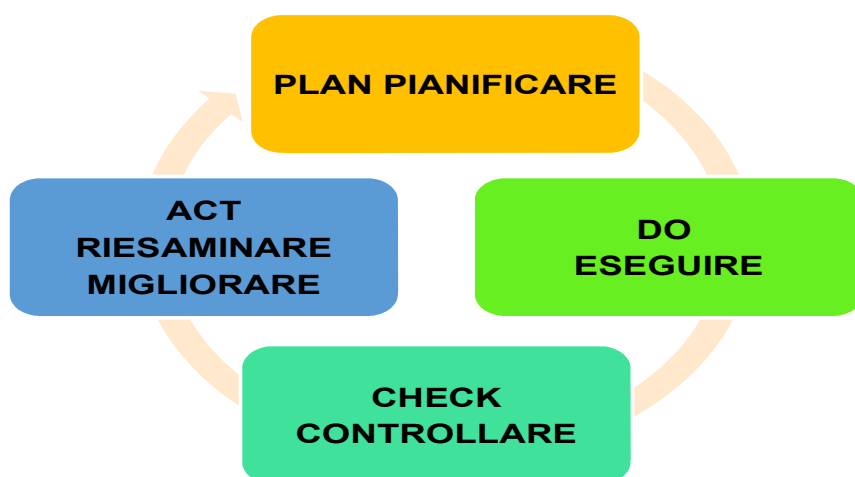 PLAN PIANIFICARE
DO
ESEGUIRE
CHECK
CONTROLLARE
ACT
RIESAMINARE
MIGLIORARE